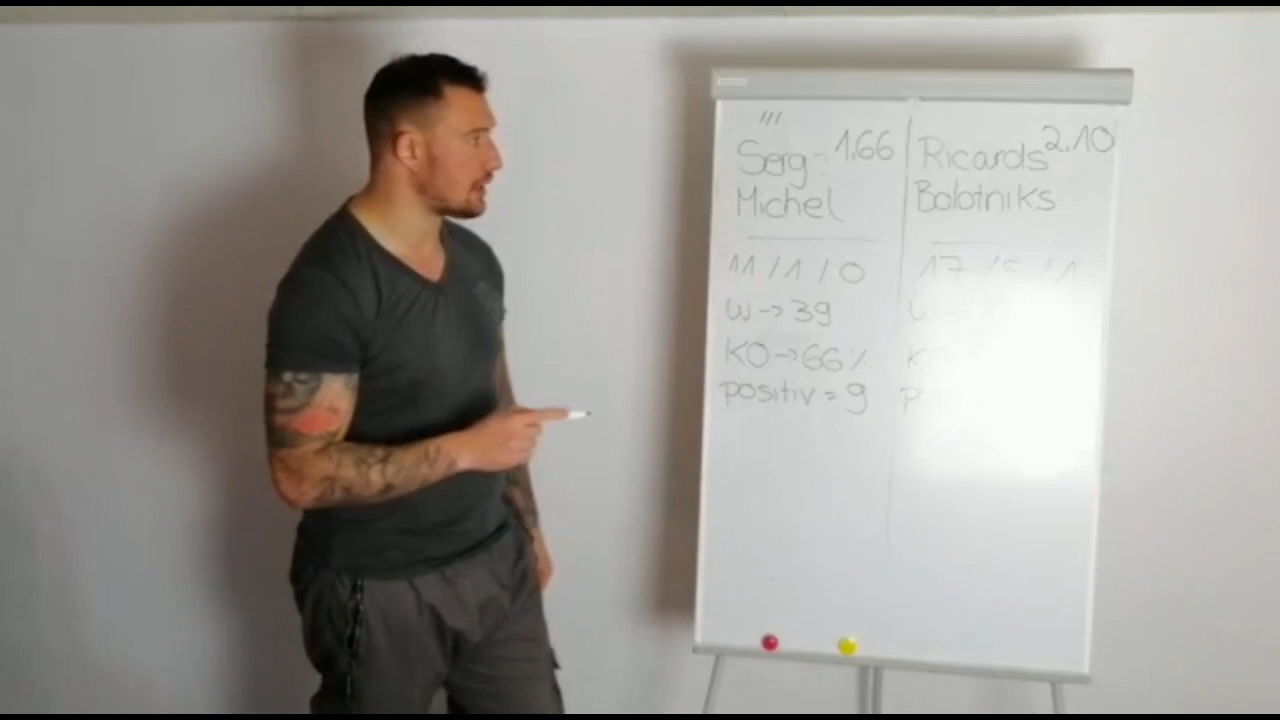 Serg 1.66
Michel
11 / 1 / 0
W → 39
KO → 66 %
positiv = 9
Ricards 2.10
Bolotniks
17 / 5 / 1